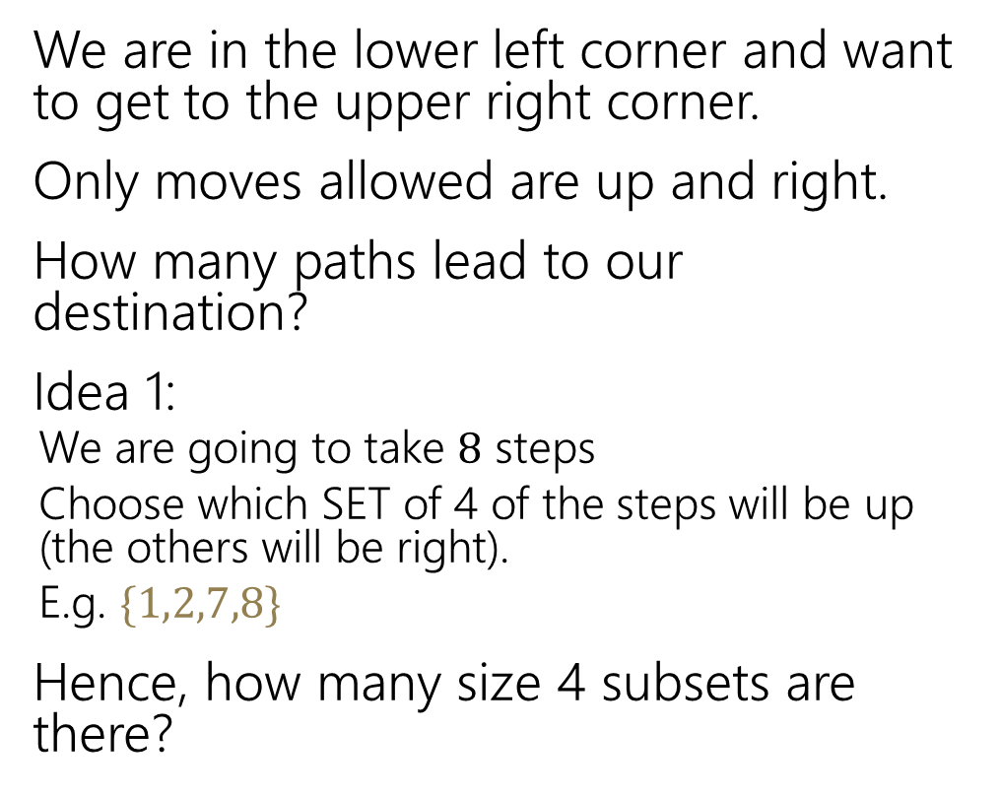 We are in the lower left corner and want
to get to the upper right corner.
Only moves allowed are up and right.
How many paths lead to our
destination?
Idea 1:
We are going to take 8 steps
Choose which SET of 4 of the steps will be up
(the others will be right).
E.g. {1,2,7,8}
Hence, how many size 4 subsets are
there?